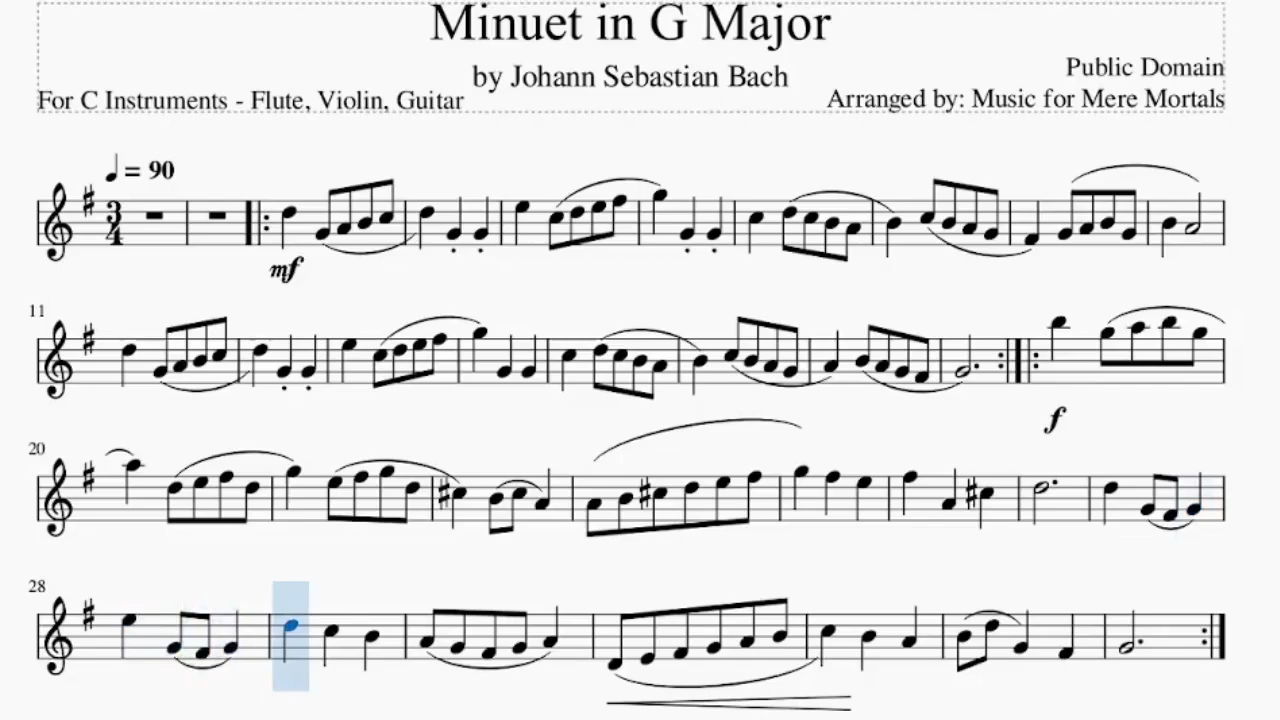 Minuet in G Major
by Johann Sebastian Bach
Public Domain
For C Instruments - Flute, Violin, Guitar
Arranged by: Music for Mere Mortals
♩ = 90
3
4
mf
11
f
20
28